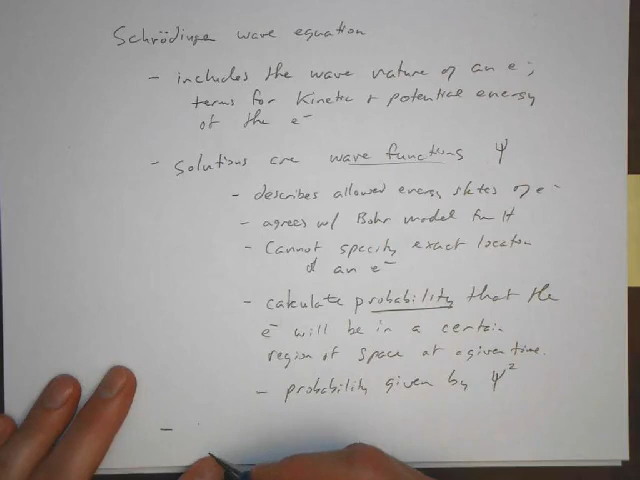 Schrödinger wave equation
- includes the wave nature of an e⁻;
terms for Kinetic + potential energy
of the e⁻
- Solutions are wave functions Ψ
- describes allowed energy states of e⁻
- agrees w/ Bohr model for H
- Cannot specify exact location
of an e⁻
- calculate probability that the
e⁻ will be in a certain
region of space at a given time.
- probability given by Ψ²
-